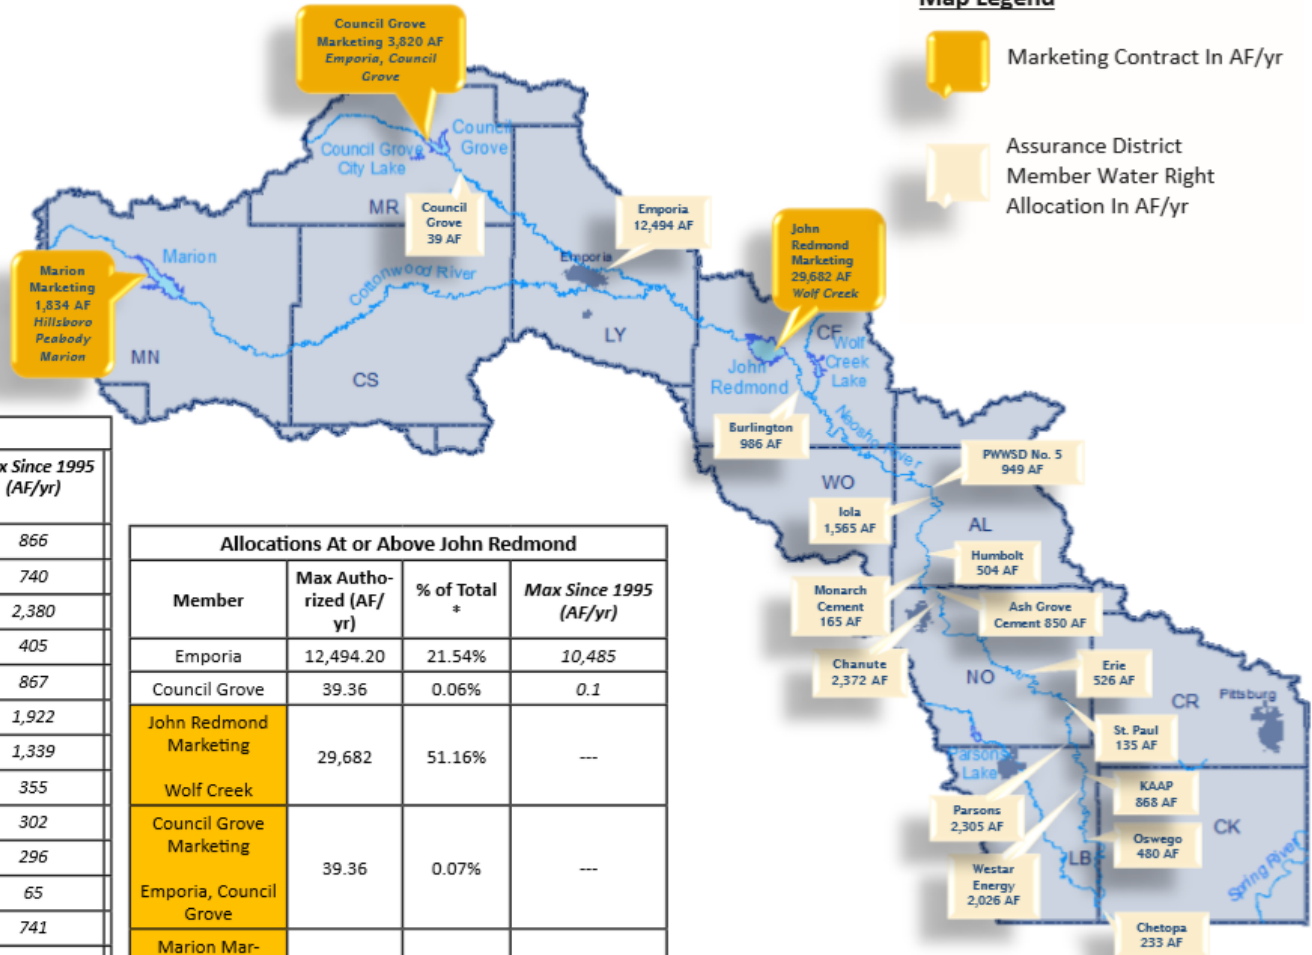 Map Legend
Marketing Contract In AF/yr
Assurance District
Member Water Right
Allocation In AF/yr
Council Grove
Marketing 3,820 AF
Emporia, Council
Grove
Council
Grove
Council Grove
City Lake
MR
Council
Grove
39 AF
Emporia
12,494 AF
John
Redmond
Marketing
29,682 AF
Wolf Creek
Marion
Marion
Marketing
1,834 AF
Hillsboro
Peabody
Marion
MN
Cottonwood River
Emporia
LY
CS
CF
Wolf
Creek
Lake
John
Redmond
Burlington
986 AF
Neosho River
PWWSD No. 5
949 AF
WO
Iola
1,565 AF
AL
Humbolt
504 AF
Monarch
Cement
165 AF
Ash Grove
Cement 850 AF
Chanute
2,372 AF
NO
Erie
526 AF
CR
Pittsburg
St. Paul
135 AF
Parsons
Lake
KAAP
868 AF
Parsons
2,305 AF
Oswego
480 AF
CK
LB
Westar
Energy
2,026 AF
Spring River
Chetopa
233 AF
x Since 1995
(AF/yr)
866
740
2,380
405
867
1,922
1,339
355
302
296
65
741
Allocations At or Above John Redmond
Member
Max Autho-
rized (AF/
yr)
% of Total
*
Max Since 1995
(AF/yr)
Emporia 12,494.20 21.54% 10,485
Council Grove 39.36 0.06% 0.1
John Redmond
Marketing
Wolf Creek
29,682 51.16% ---
Council Grove
Marketing
Emporia, Council
Grove
39.36 0.07% ---
Marion Mar-